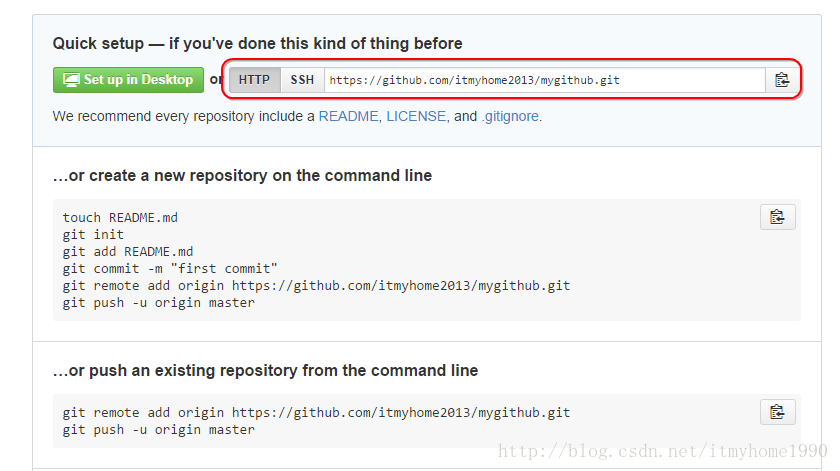 Quick setup — if you've done this kind of thing before
Set up in Desktop or HTTP SSH https://github.com/itmyhome2013/mygithub.git
We recommend every repository include a README, LICENSE, and .gitignore.
…or create a new repository on the command line
touch README.md
git init
git add README.md
git commit -m "first commit"
git remote add origin https://github.com/itmyhome2013/mygithub.git
git push -u origin master
…or push an existing repository from the command line
git remote add origin https://github.com/itmyhome2013/mygithub.git
git push -u origin master
http://blog.csdn.net/itmyhome1990